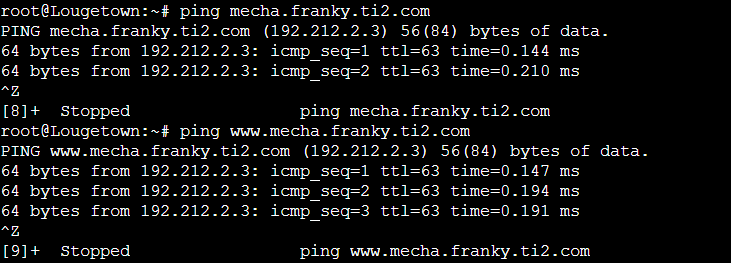 root@Lougetown:~# ping mecha.franky.ti2.com
PING mecha.franky.ti2.com (192.212.2.3) 56(84) bytes of data.
64 bytes from 192.212.2.3: icmp_seq=1 ttl=63 time=0.144 ms
64 bytes from 192.212.2.3: icmp_seq=2 ttl=63 time=0.210 ms
^Z
[8]+  Stopped                 ping mecha.franky.ti2.com
root@Lougetown:~# ping www.mecha.franky.ti2.com
PING www.mecha.franky.ti2.com (192.212.2.3) 56(84) bytes of data.
64 bytes from 192.212.2.3: icmp_seq=1 ttl=63 time=0.147 ms
64 bytes from 192.212.2.3: icmp_seq=2 ttl=63 time=0.194 ms
64 bytes from 192.212.2.3: icmp_seq=3 ttl=63 time=0.191 ms
^Z
[9]+  Stopped                 ping www.mecha.franky.ti2.com